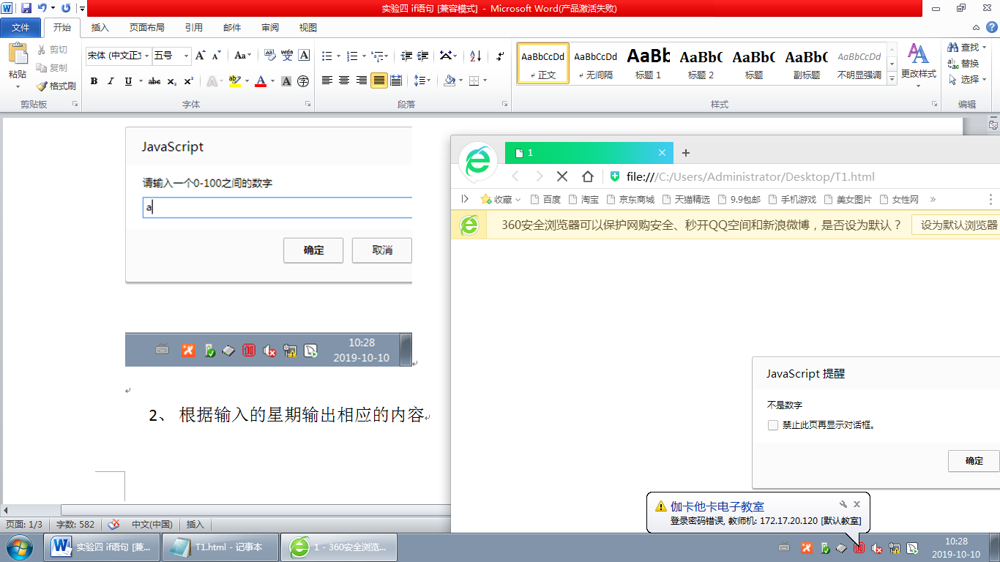 实验四 if语句 [兼容模式] - Microsoft Word(产品激活失败)
文件 开始 插入 页面布局 引用 邮件 审阅 视图
粘贴 剪切 复制 格式刷
宋体 (中文正文 五号
AaBbCcDd AaBbCcDd AaBb AaBbC AaBbC AaBbC AaBbCcDd
正文 无间隔 标题 1 标题 2 标题 副标题 不明显强调
更改样式 查找 替换 选择
剪贴板 字体 段落 样式 编辑
JavaScript
请输入一个0-100之间的数字
a
确定 取消
10:28
2019-10-10
2、 根据输入的星期输出相应的内容
1
file:///C:/Users/Administrator/Desktop/T1.html
收藏 百度 淘宝 京东商城 天猫精选 9.9包邮 手机游戏 美女图片 女性网 »
360安全浏览器可以保护网购安全、秒开QQ空间和新浪微博，是否设为默认？ 设为默认浏览器
JavaScript 提醒
不是数字
禁止此页再显示对话框。
确定
伽卡他卡电子教室
登录密码错误, 教师机: 172.17.20.120 [默认教室]
页面: 1/3 字数: 582 中文(中国) 插入
实验四 if语句 [兼... T1.html - 记事本 1 - 360安全浏览...
10:28
2019-10-10